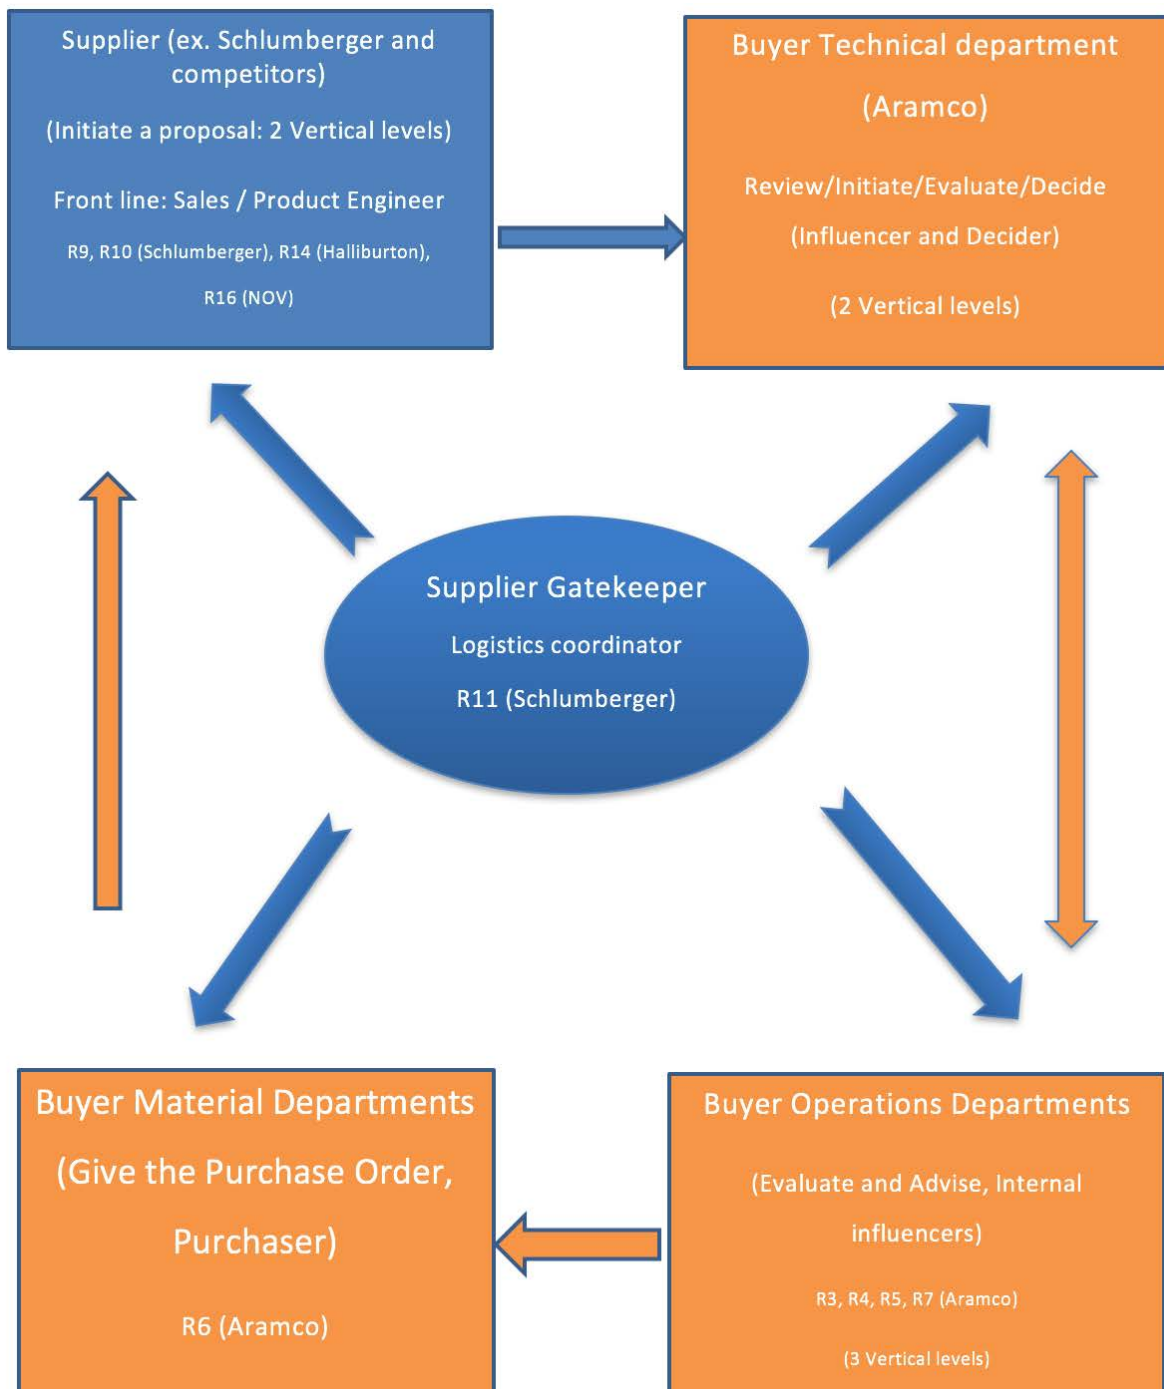 Supplier (ex. Schlumberger and
competitors)
(Initiate a proposal: 2 Vertical levels)
Front line: Sales / Product Engineer
R9, R10 (Schlumberger), R14 (Halliburton),
R16 (NOV)
Buyer Technical department
(Aramco)
Review/Initiate/Evaluate/Decide
(Influencer and Decider)
(2 Vertical levels)
Supplier Gatekeeper
Logistics coordinator
R11 (Schlumberger)
Buyer Material Departments
(Give the Purchase Order,
Purchaser)
R6 (Aramco)
Buyer Operations Departments
(Evaluate and Advise, Internal
influencers)
R3, R4, R5, R7 (Aramco)
(3 Vertical levels)